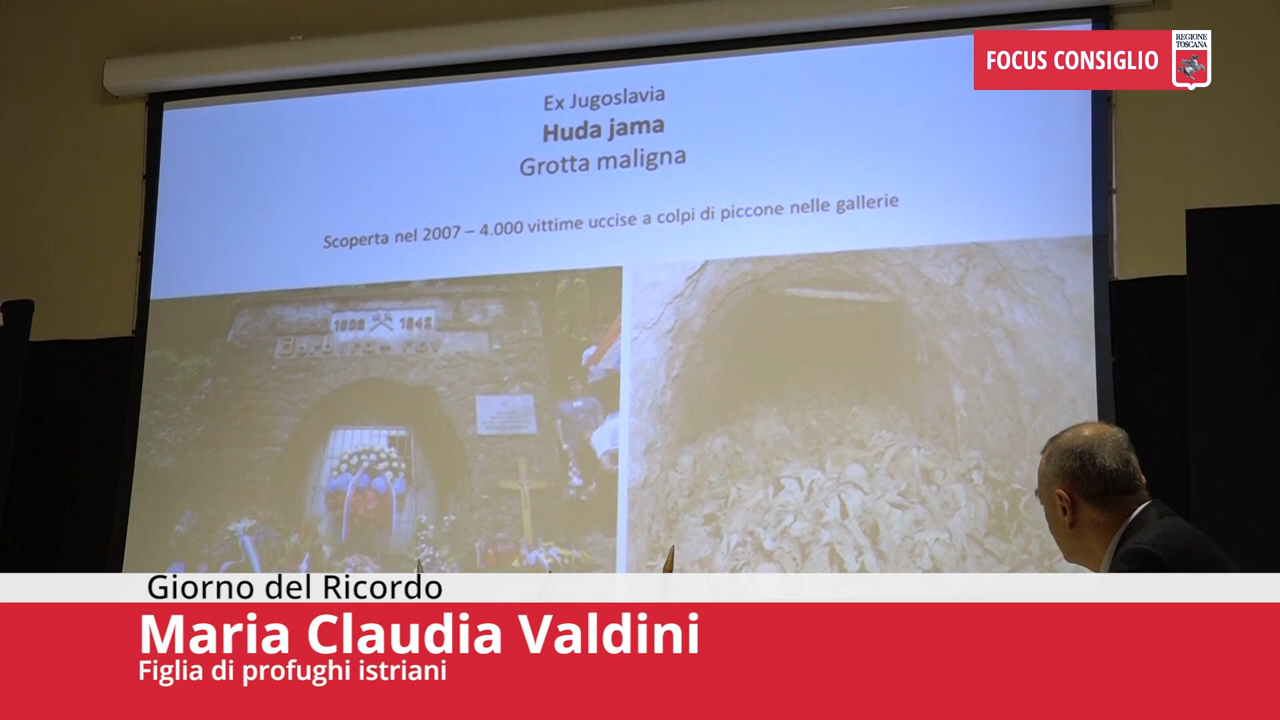 FOCUS CONSIGLIO
REGIONE
TOSCANA
Ex Jugoslavia
Huda jama
Grotta maligna
Scoperta nel 2007 – 4.000 vittime uccise a colpi di piccone nelle gallerie
Giorno del Ricordo
Maria Claudia Valdini
Figlia di profughi istriani